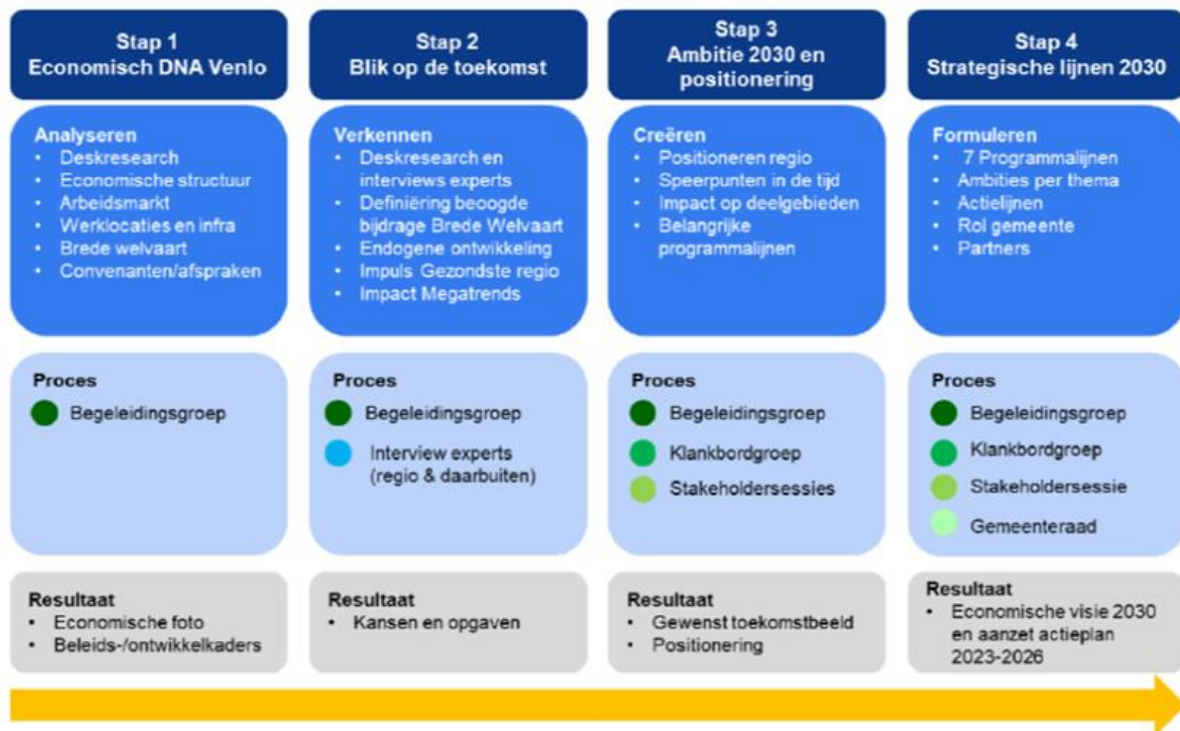 Stap 1
Economisch DNA Venlo
Analyseren
• Deskresearch
• Economische structuur
• Arbeidsmarkt
• Werklocaties en infra
• Brede welvaart
• Convenanten/afspraken
Proces
Begeleidingsgroep
Resultaat
• Economische foto
• Beleids-/ontwikkelkaders
Stap 2
Blik op de toekomst
Verkennen
• Deskresearch en
interviews experts
• Definiëring beoogde
bijdrage Brede Welvaart
• Endogene ontwikkeling
• Impuls Gezondste regio
• Impact Megatrends
Proces
Begeleidingsgroep
Interview experts
(regio & daarbuiten)
Resultaat
• Kansen en opgaven
Stap 3
Ambitie 2030 en
positionering
Creëren
• Positioneren regio
• Speerpunten in de tijd
• Impact op deelgebieden
• Belangrijke
programmalijnen
Proces
Begeleidingsgroep
Klankbordgroep
Stakeholdersessies
Resultaat
• Gewenst toekomstbeeld
• Positionering
Stap 4
Strategische lijnen 2030
Formuleren
• 7 Programmalijnen
• Ambities per thema
• Actielijnen
• Rol gemeente
• Partners
Proces
Begeleidingsgroep
Klankbordgroep
Stakeholdersessie
Gemeenteraad
Resultaat
• Economische visie 2030
en aanzet actieplan
2023-2026